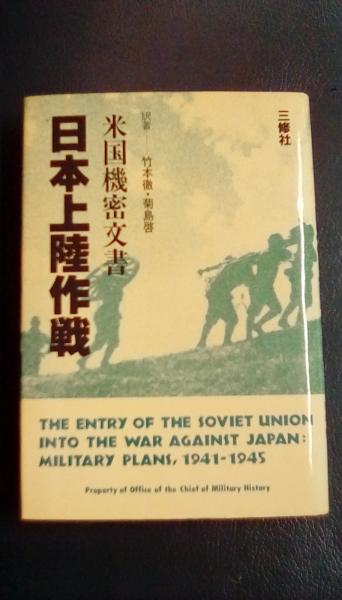 三修社
訳著──竹本徹・菊島啓
米国機密文書
日本上陸作戦
THE ENTRY OF THE SOVIET UNION
INTO THE WAR AGAINST JAPAN:
MILITARY PLANS, 1941-1945
Property of Office of the Chief of Military History